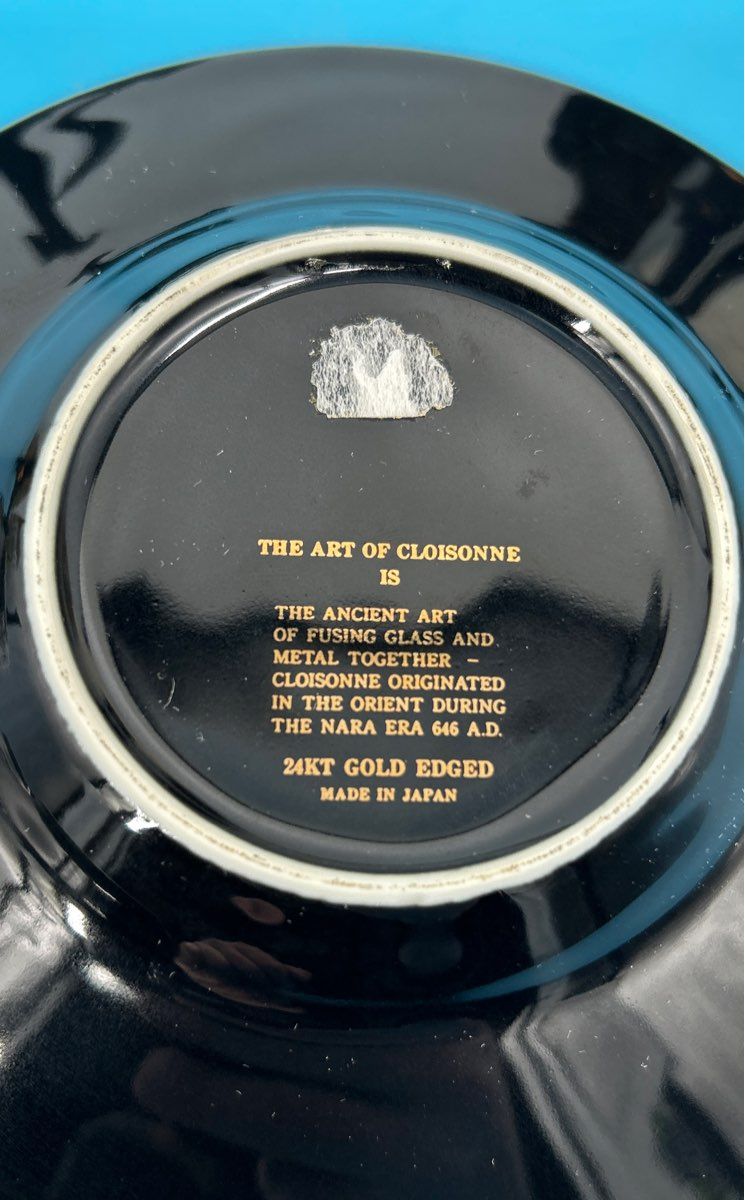 THE ART OF CLOISONNE
IS
THE ANCIENT ART
OF FUSING GLASS AND
METAL TOGETHER –
CLOISONNE ORIGINATED
IN THE ORIENT DURING
THE NARA ERA 646 A.D.
24KT GOLD EDGED
MADE IN JAPAN